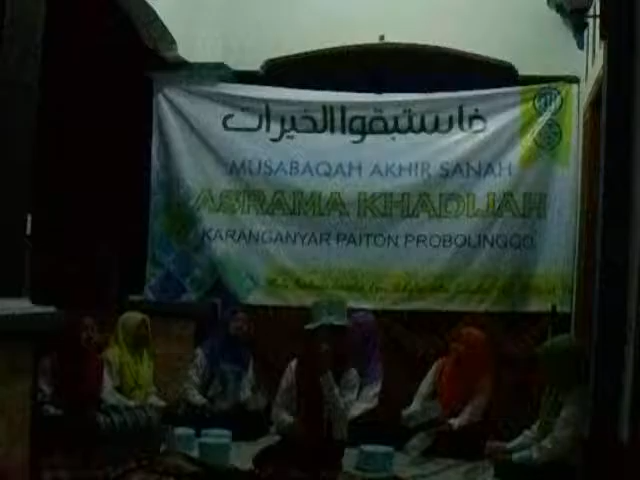 فاستبقوا الخيرات
MUSABAQAH AKHIR SANAH
ASRAMA KHADIJAH
KARANGANYAR PAITON PROBOLINGGO